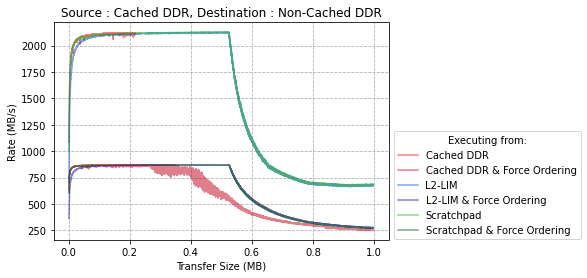 Source : Cached DDR, Destination : Non-Cached DDR
Rate (MB/s)
2000
1750
1500
1250
1000
750
500
250
0.0 0.2 0.4 0.6 0.8 1.0
Transfer Size (MB)
Executing from:
Cached DDR
Cached DDR & Force Ordering
L2-LIM
L2-LIM & Force Ordering
Scratchpad
Scratchpad & Force Ordering